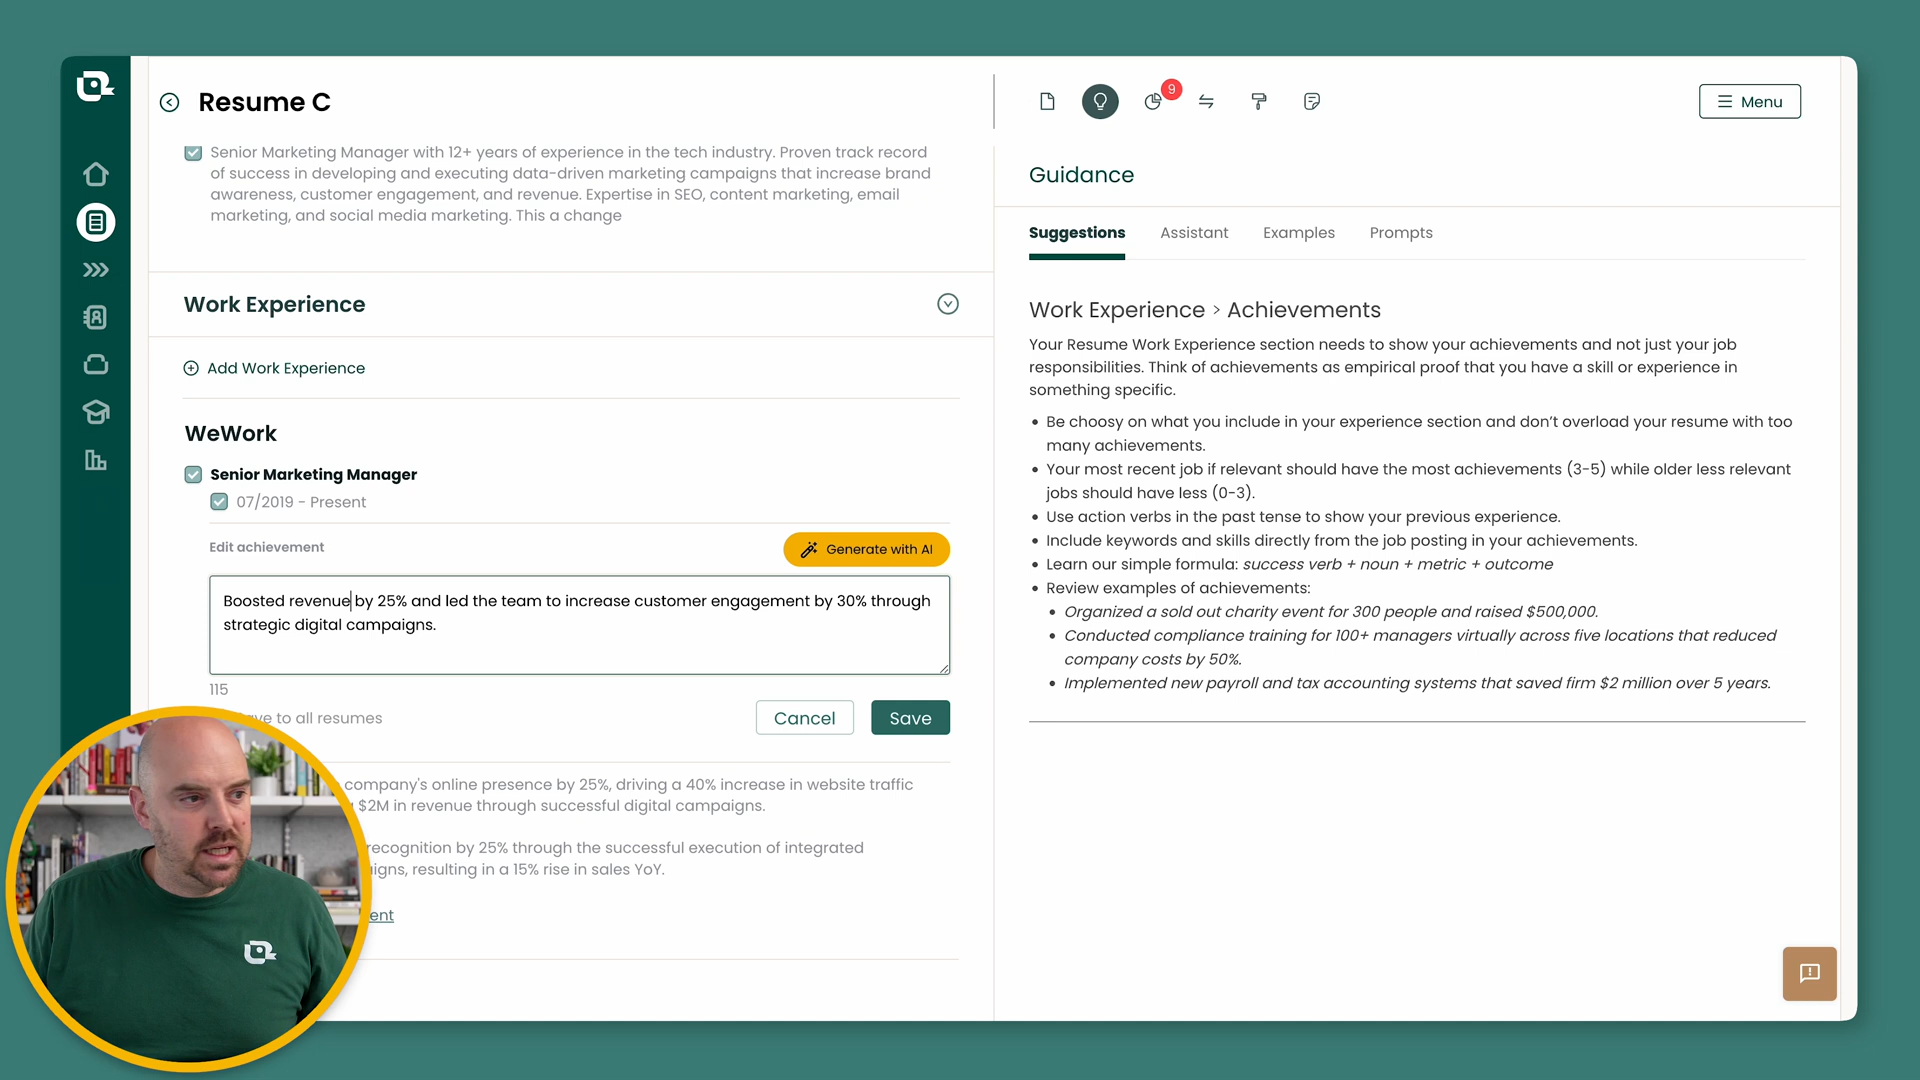 Resume C
9
Menu
Senior Marketing Manager with 12+ years of experience in the tech industry. Proven track record
of success in developing and executing data-driven marketing campaigns that increase brand
awareness, customer engagement, and revenue. Expertise in SEO, content marketing, email
marketing, and social media marketing. This a change
Work Experience
Add Work Experience
WeWork
Senior Marketing Manager
07/2019 - Present
Edit achievement
Generate with AI
Boosted revenue by 25% and led the team to increase customer engagement by 30% through
strategic digital campaigns.
115
to all resumes
Cancel
Save
company's online presence by 25%, driving a 40% increase in website traffic
$2M in revenue through successful digital campaigns.
recognition by 25% through the successful execution of integrated
resulting in a 15% rise in sales YoY.
Guidance
Suggestions
Assistant
Examples
Prompts
Work Experience > Achievements
Your Resume Work Experience section needs to show your achievements and not just your job
responsibilities. Think of achievements as empirical proof that you have a skill or experience in
something specific.
• Be choosy on what you include in your experience section and don't overload your resume with too
many achievements.
• Your most recent job if relevant should have the most achievements (3-5) while older less relevant
jobs should have less (0-3).
• Use action verbs in the past tense to show your previous experience.
• Include keywords and skills directly from the job posting in your achievements.
• Learn our simple formula: success verb + noun + metric + outcome
• Review examples of achievements:
• Organized a sold out charity event for 300 people and raised $500,000.
• Conducted compliance training for 100+ managers virtually across five locations that reduced
company costs by 50%.
• Implemented new payroll and tax accounting systems that saved firm $2 million over 5 years.